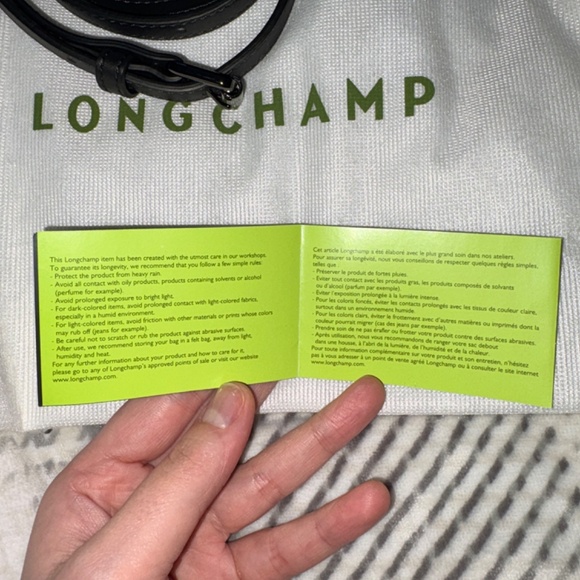 LONGCHAMP
This Longchamp item has been created with the utmost care in our workshops.
To guarantee its longevity, we recommend that you follow a few simple rules:
- Protect the product from heavy rain.
- Avoid all contact with oily products, products containing solvents or alcohol
(perfume for example).
- Avoid prolonged exposure to bright light.
- For dark-colored items, avoid prolonged contact with light-colored fabrics,
especially in a humid environment.
- For light-colored items, avoid friction with other materials or prints whose colors
may rub off (jeans for example).
- Be careful not to scratch or rub the product against abrasive surfaces
- After use, we recommend storing your bag in a felt bag, away from light,
humidity and heat.
For any further information about your product and how to care for it,
please go to any of Longchamp's approved points of sale or visit our website
www.longchamp.com.
Cet article Longchamp a été élaboré avec le plus grand soin dans nos ateliers.
Pour assurer sa longévité, nous vous conseillons de respecter quelques règles simples,
telles que :
- Préserver le produit de fortes pluies.
- Eviter tout contact avec les produits gras, les produits composés de solvants
ou d'alcool (parfum par exemple).
- Eviter l'exposition prolongée à la lumière intense.
- Pour les coloris foncés, éviter les contacts prolongés avec les tissus de couleur claire,
surtout dans un environnement humide.
- Pour les coloris clairs, éviter le frottement avec d'autres matières ou imprimés dont la
couleur pourrait migrer (cas des jeans par exemple).
- Prendre soin de ne pas érafler ou frotter votre produit contre des surfaces abrasives.
- Après utilisation, nous vous recommandons de ranger votre sac debout
dans une housse, à l'abri de la lumière, de l'humidité et de la chaleur.
Pour toute information complémentaire sur votre produit et son entretien, n'hésitez
pas à vous adresser à un point de vente agréé Longchamp ou à consulter le site internet
www.longchamp.com.